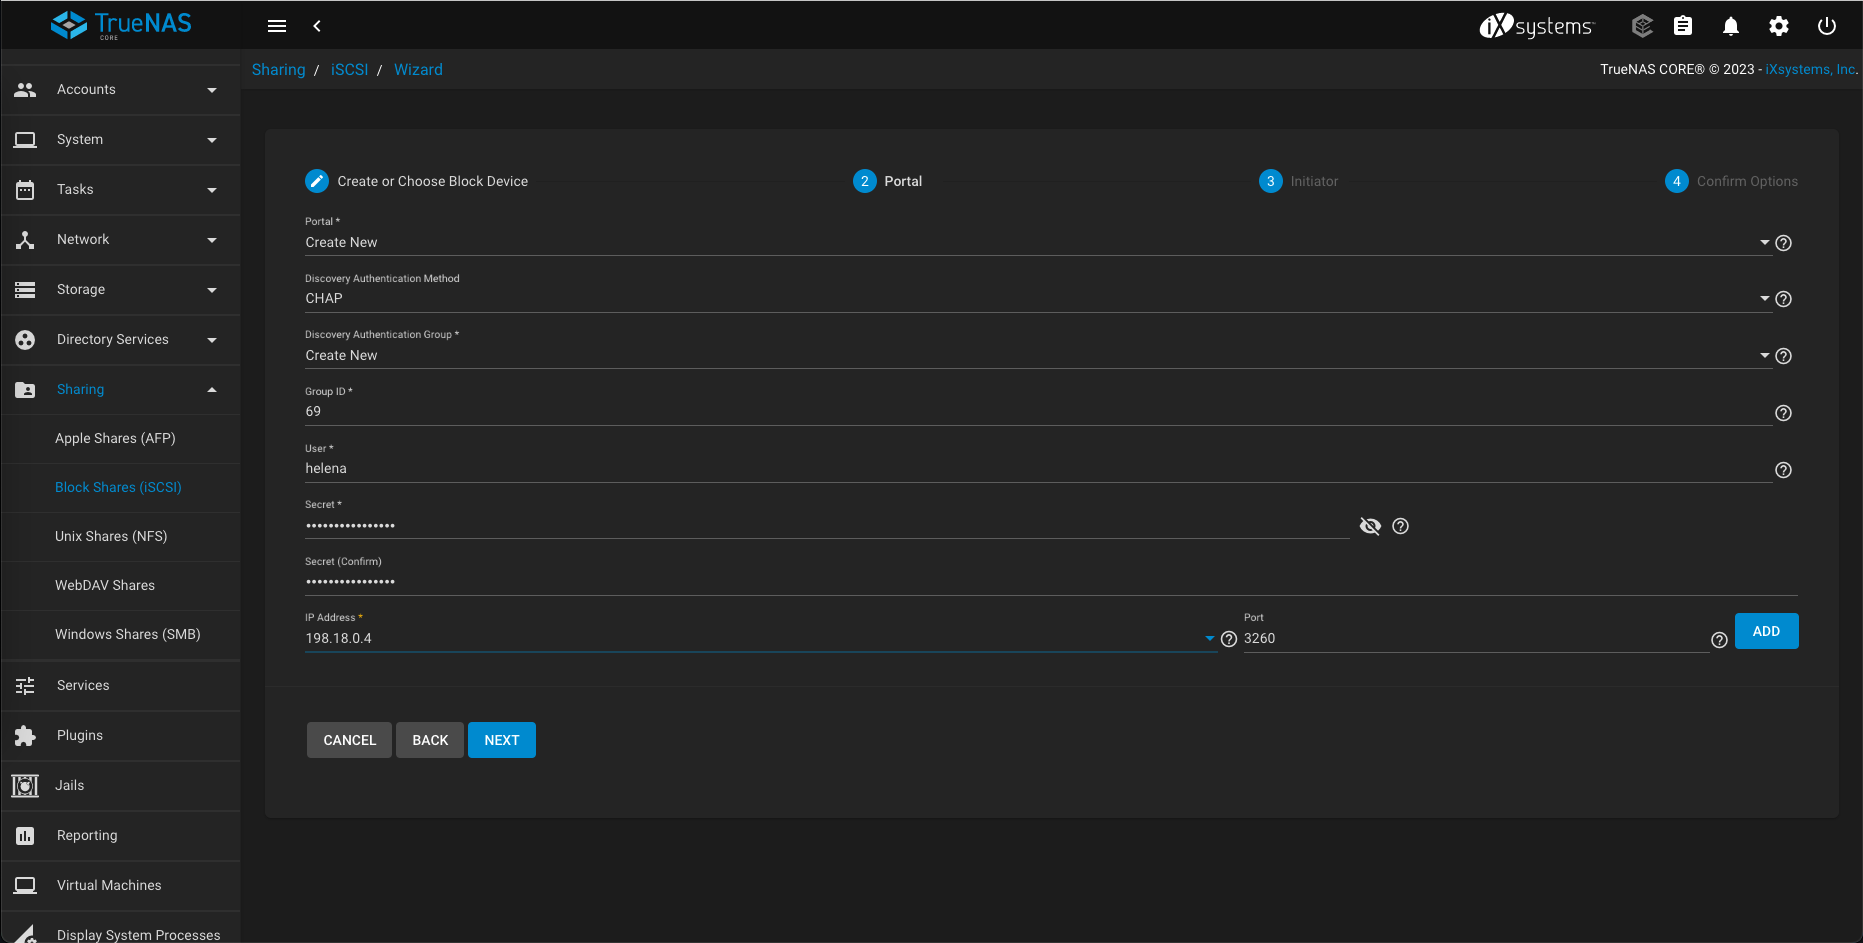 TrueNAS
CORE
iXsystems
Sharing / iSCSI / Wizard
TrueNAS CORE® © 2023 - iXsystems, Inc.
Accounts
System
Tasks
Network
Storage
Directory Services
Sharing
Apple Shares (AFP)
Block Shares (iSCSI)
Unix Shares (NFS)
WebDAV Shares
Windows Shares (SMB)
Services
Plugins
Jails
Reporting
Virtual Machines
Display System Processes
Create or Choose Block Device
2 Portal
3 Initiator
4 Confirm Options
Portal *
Create New
Discovery Authentication Method
CHAP
Discovery Authentication Group *
Create New
Group ID *
69
User *
helena
Secret *
••••••••••••••••
Secret (Confirm)
••••••••••••••••
IP Address *
198.18.0.4
Port
3260
ADD
CANCEL BACK NEXT